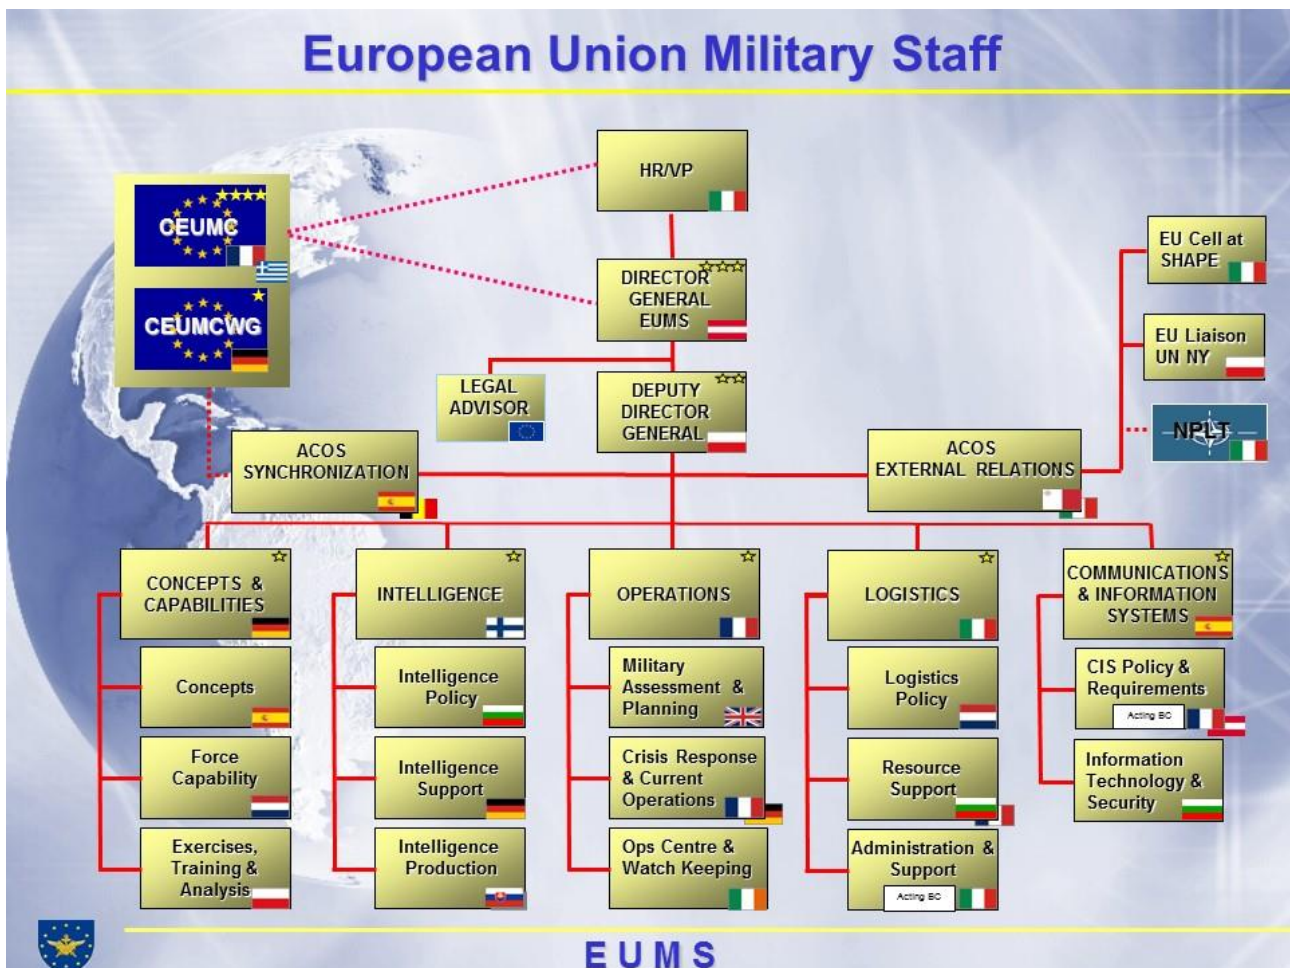 European Union Military Staff
CEUMC
CEUMCWG
HR/VP
DIRECTOR
GENERAL
EUMS
LEGAL
ADVISOR
DEPUTY
DIRECTOR
GENERAL
EU Cell at
SHAPE
EU Liaison
UN NY
NPLT
ACOS
SYNCHRONIZATION
ACOS
EXTERNAL RELATIONS
CONCEPTS &
CAPABILITIES
Concepts
Force
Capability
Exercises,
Training &
Analysis
INTELLIGENCE
Intelligence
Policy
Intelligence
Support
Intelligence
Production
OPERATIONS
Military
Assessment &
Planning
Crisis Response
& Current
Operations
Ops Centre &
Watch Keeping
LOGISTICS
Logistics
Policy
Resource
Support
Administration &
Support
Acting BC
COMMUNICATIONS
& INFORMATION
SYSTEMS
CIS Policy &
Requirements
Acting BC
Information
Technology &
Security
E U M S